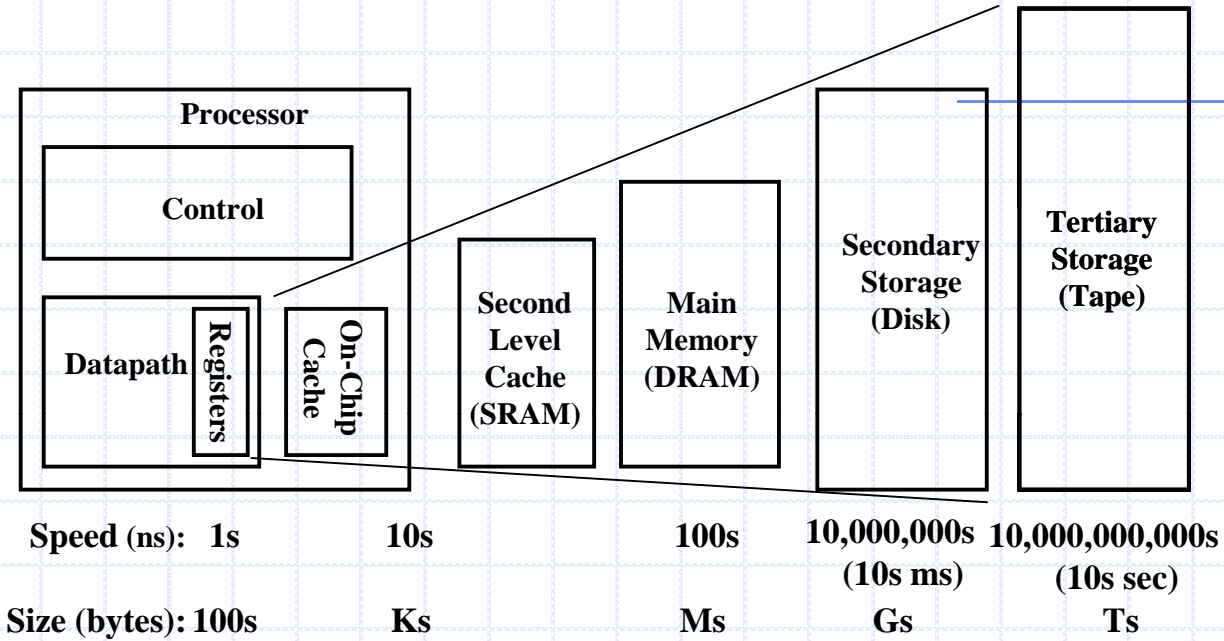 Processor
Control
Datapath
Registers
On-Chip
Cache
Second
Level
Cache
(SRAM)
Main
Memory
(DRAM)
Secondary
Storage
(Disk)
Tertiary
Storage
(Tape)
Speed (ns): 1s 10s 100s 10,000,000s 10,000,000,000s
(10s ms) (10s sec)
Size (bytes): 100s Ks Ms Gs Ts